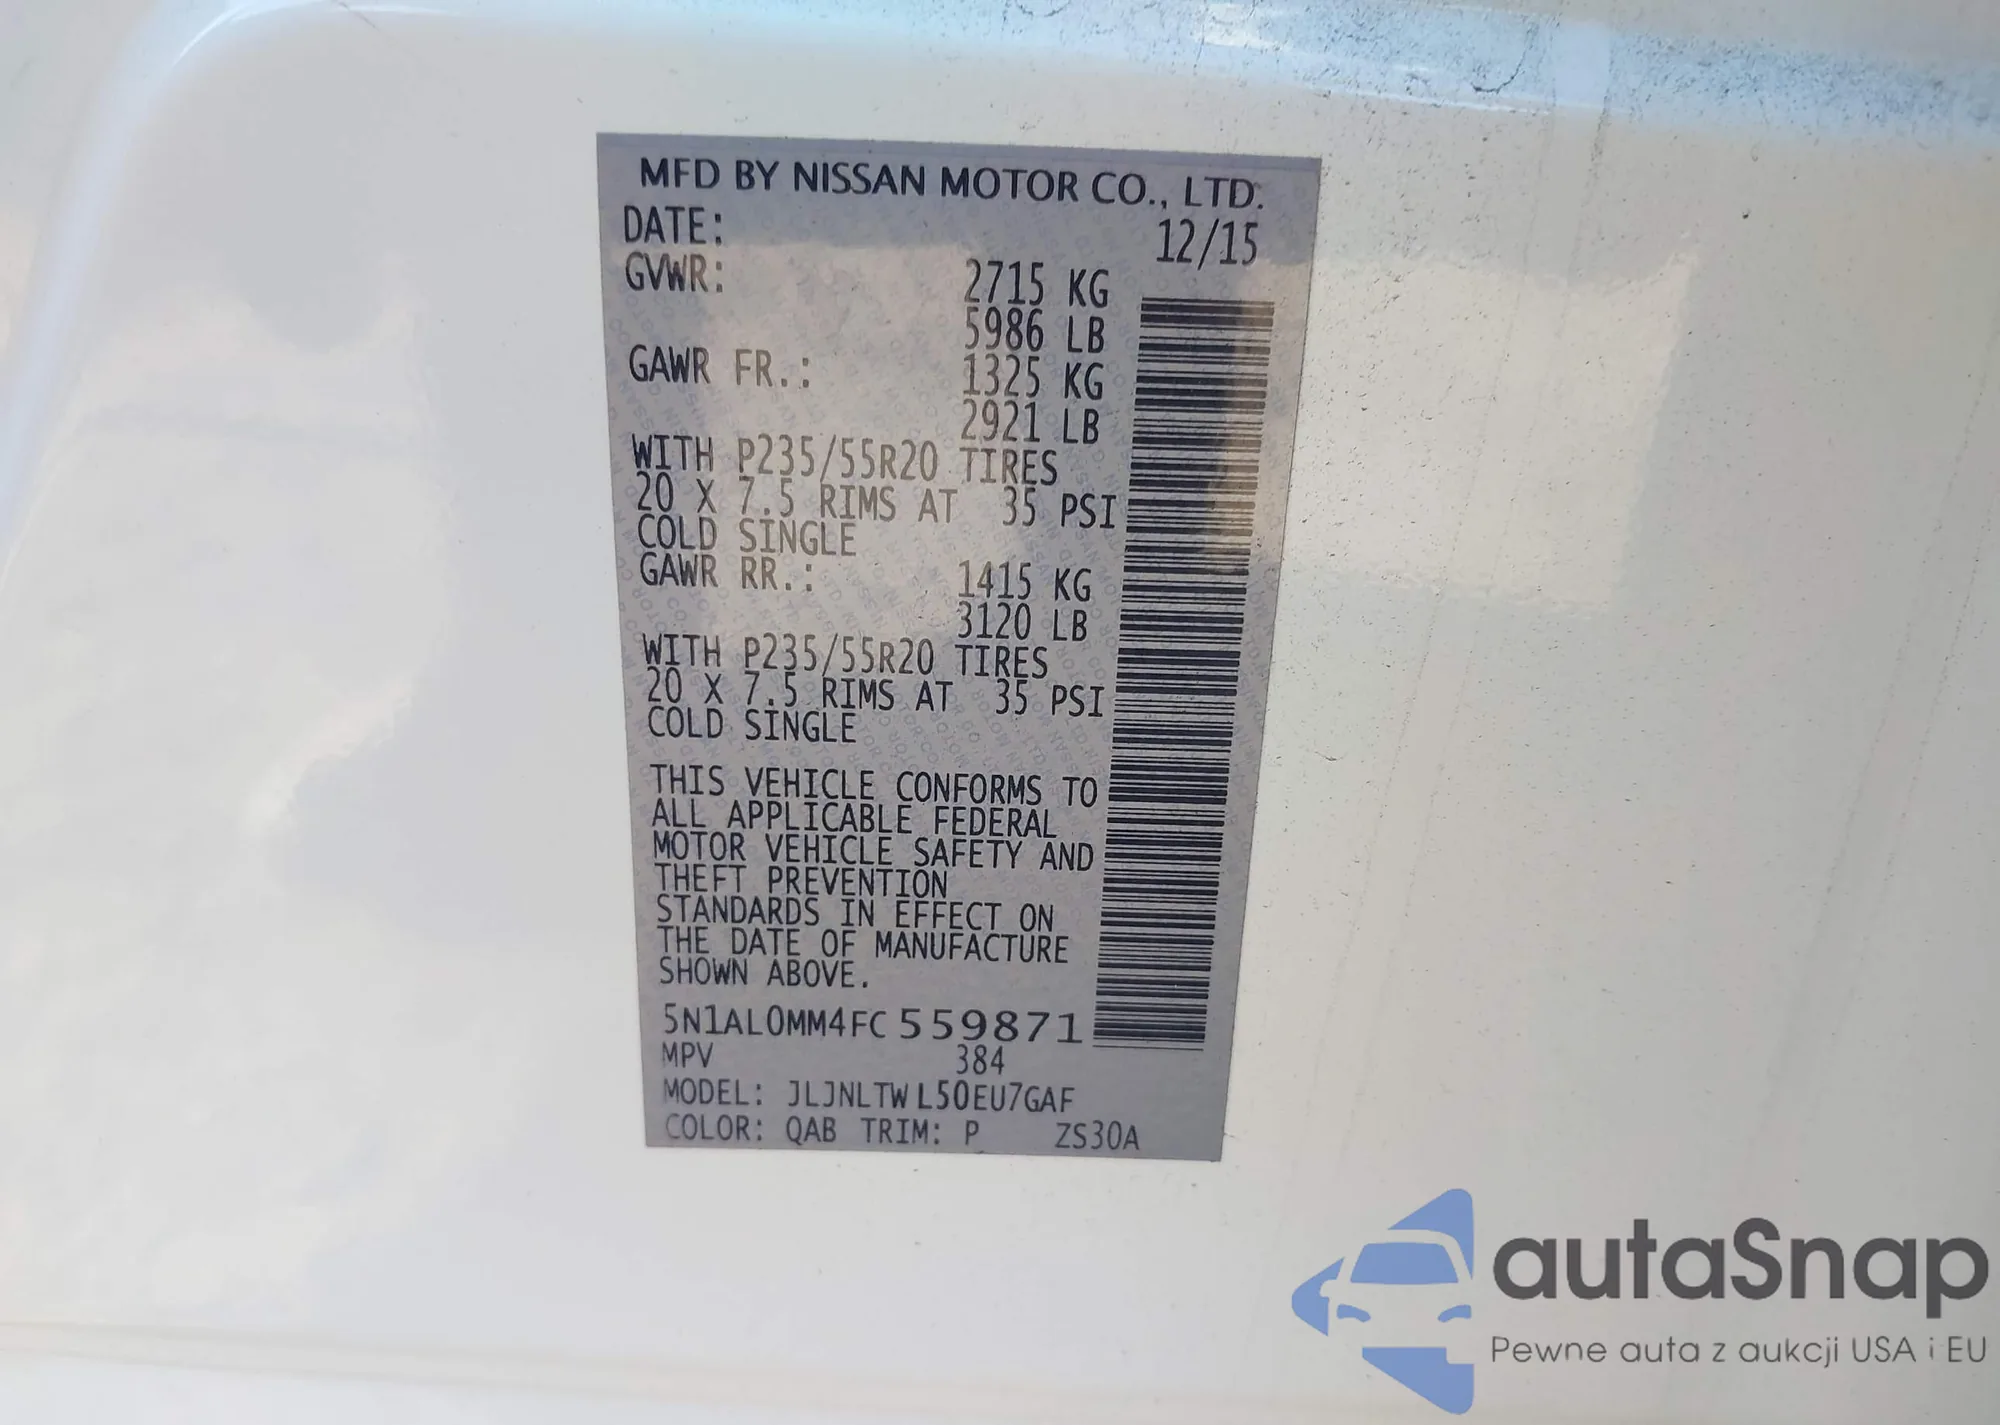 MFD BY NISSAN MOTOR CO., LTD.
DATE: 12/15
GVWR: 2715 KG
5986 LB
GAWR FR.: 1325 KG
2921 LB
WITH P235/55R20 TIRES
20 X 7.5 RIMS AT 35 PSI
COLD SINGLE
GAWR RR.: 1415 KG
3120 LB
WITH P235/55R20 TIRES
20 X 7.5 RIMS AT 35 PSI
COLD SINGLE
THIS VEHICLE CONFORMS TO
ALL APPLICABLE FEDERAL
MOTOR VEHICLE SAFETY AND
THEFT PREVENTION
STANDARDS IN EFFECT ON
THE DATE OF MANUFACTURE
SHOWN ABOVE.
5N1AL0MM4FC559871
MPV 384
MODEL: JLJNLTWL50EU7GAF
COLOR: QAB TRIM: P ZS30A
autaSnap
Pewne auta z aukcji USA i EU